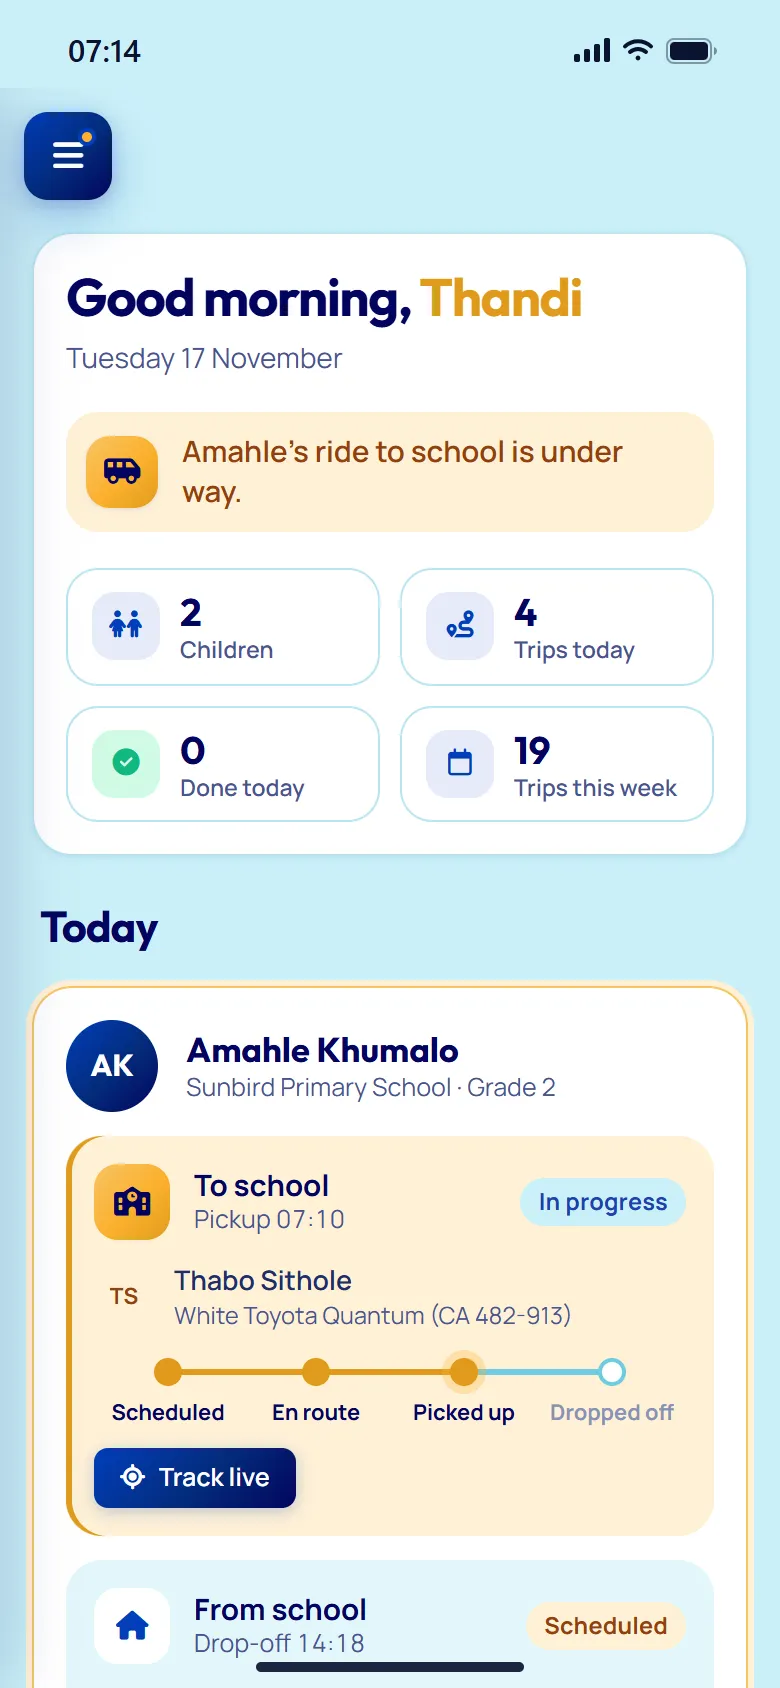 07:14
Good morning, Thandi
Tuesday 17 November
Amahle’s ride to school is under
way.
2
Children
4
Trips today
0
Done today
19
Trips this week
Today
AK
Amahle Khumalo
Sunbird Primary School · Grade 2
To school
Pickup 07:10
In progress
TS
Thabo Sithole
White Toyota Quantum (CA 482-913)
Scheduled
En route
Picked up
Dropped off
Track live
From school
Drop-off 14:18
Scheduled